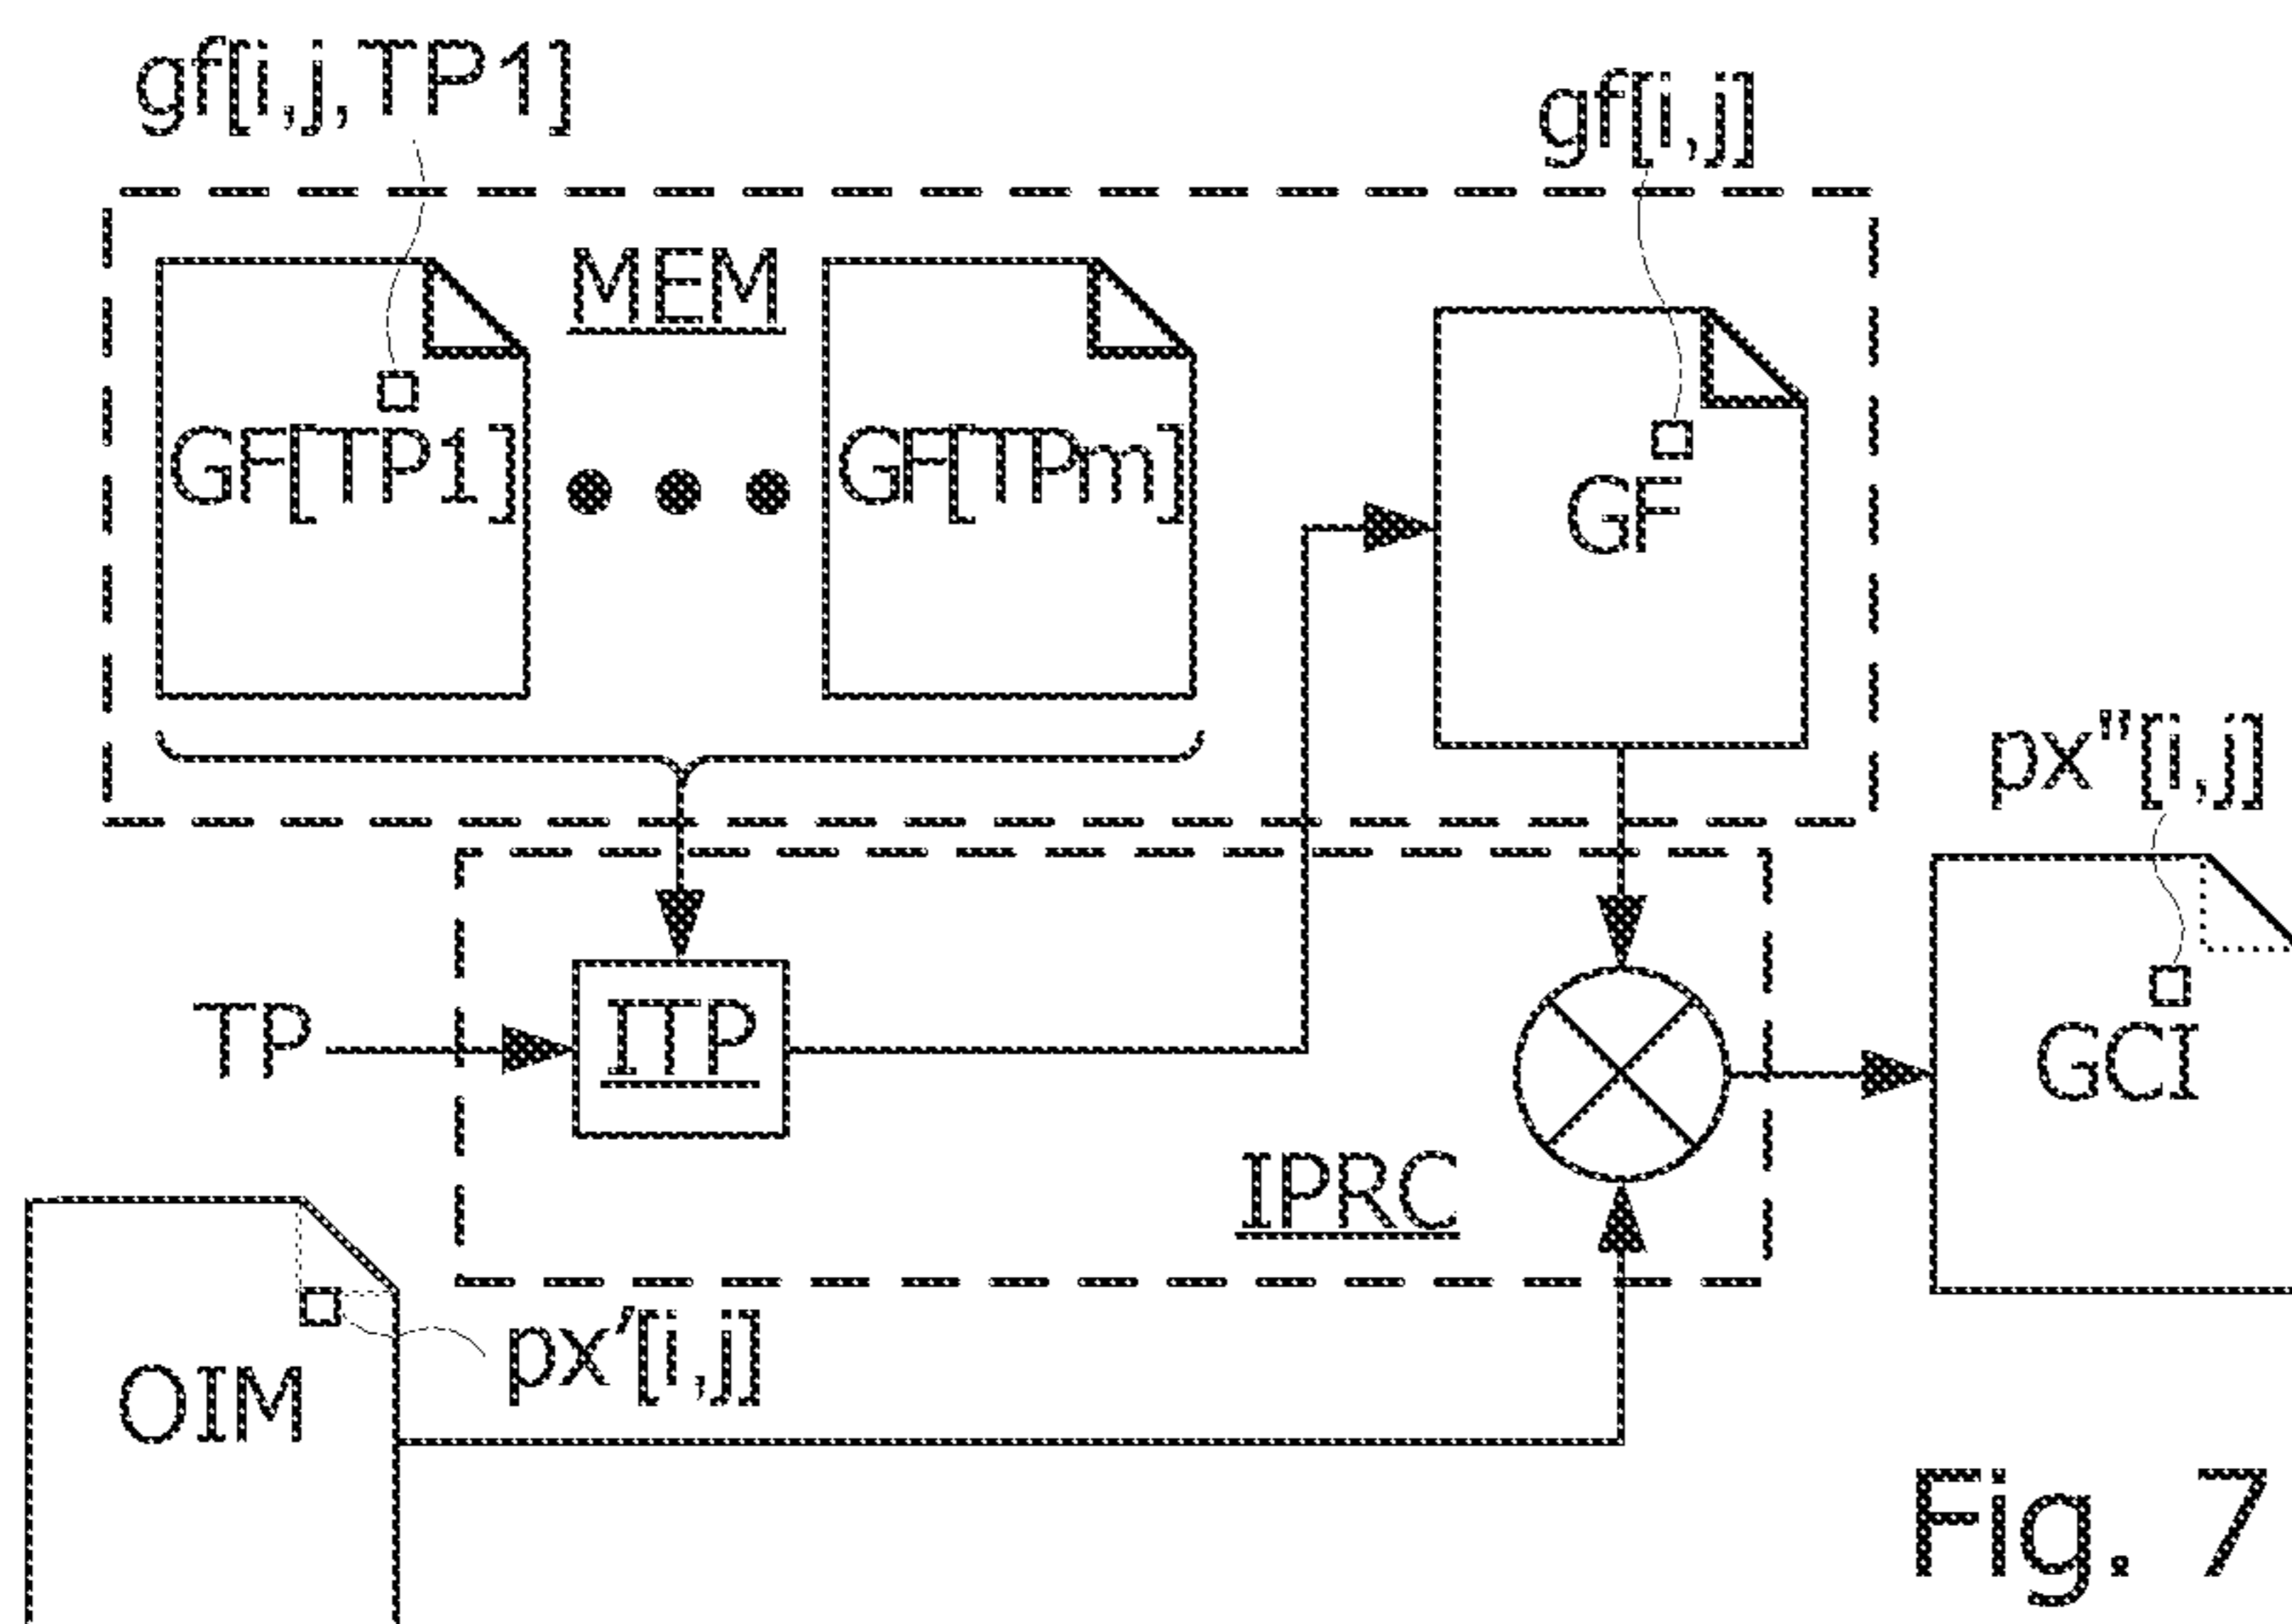 gf[i,j,TP1]
gf[i,j]
MEM
GF[TP1]
GF[TPm]
GF
px"[i,j]
TP
ITP
GCI
IPRC
px'[i,j]
OIM
Fig. 7